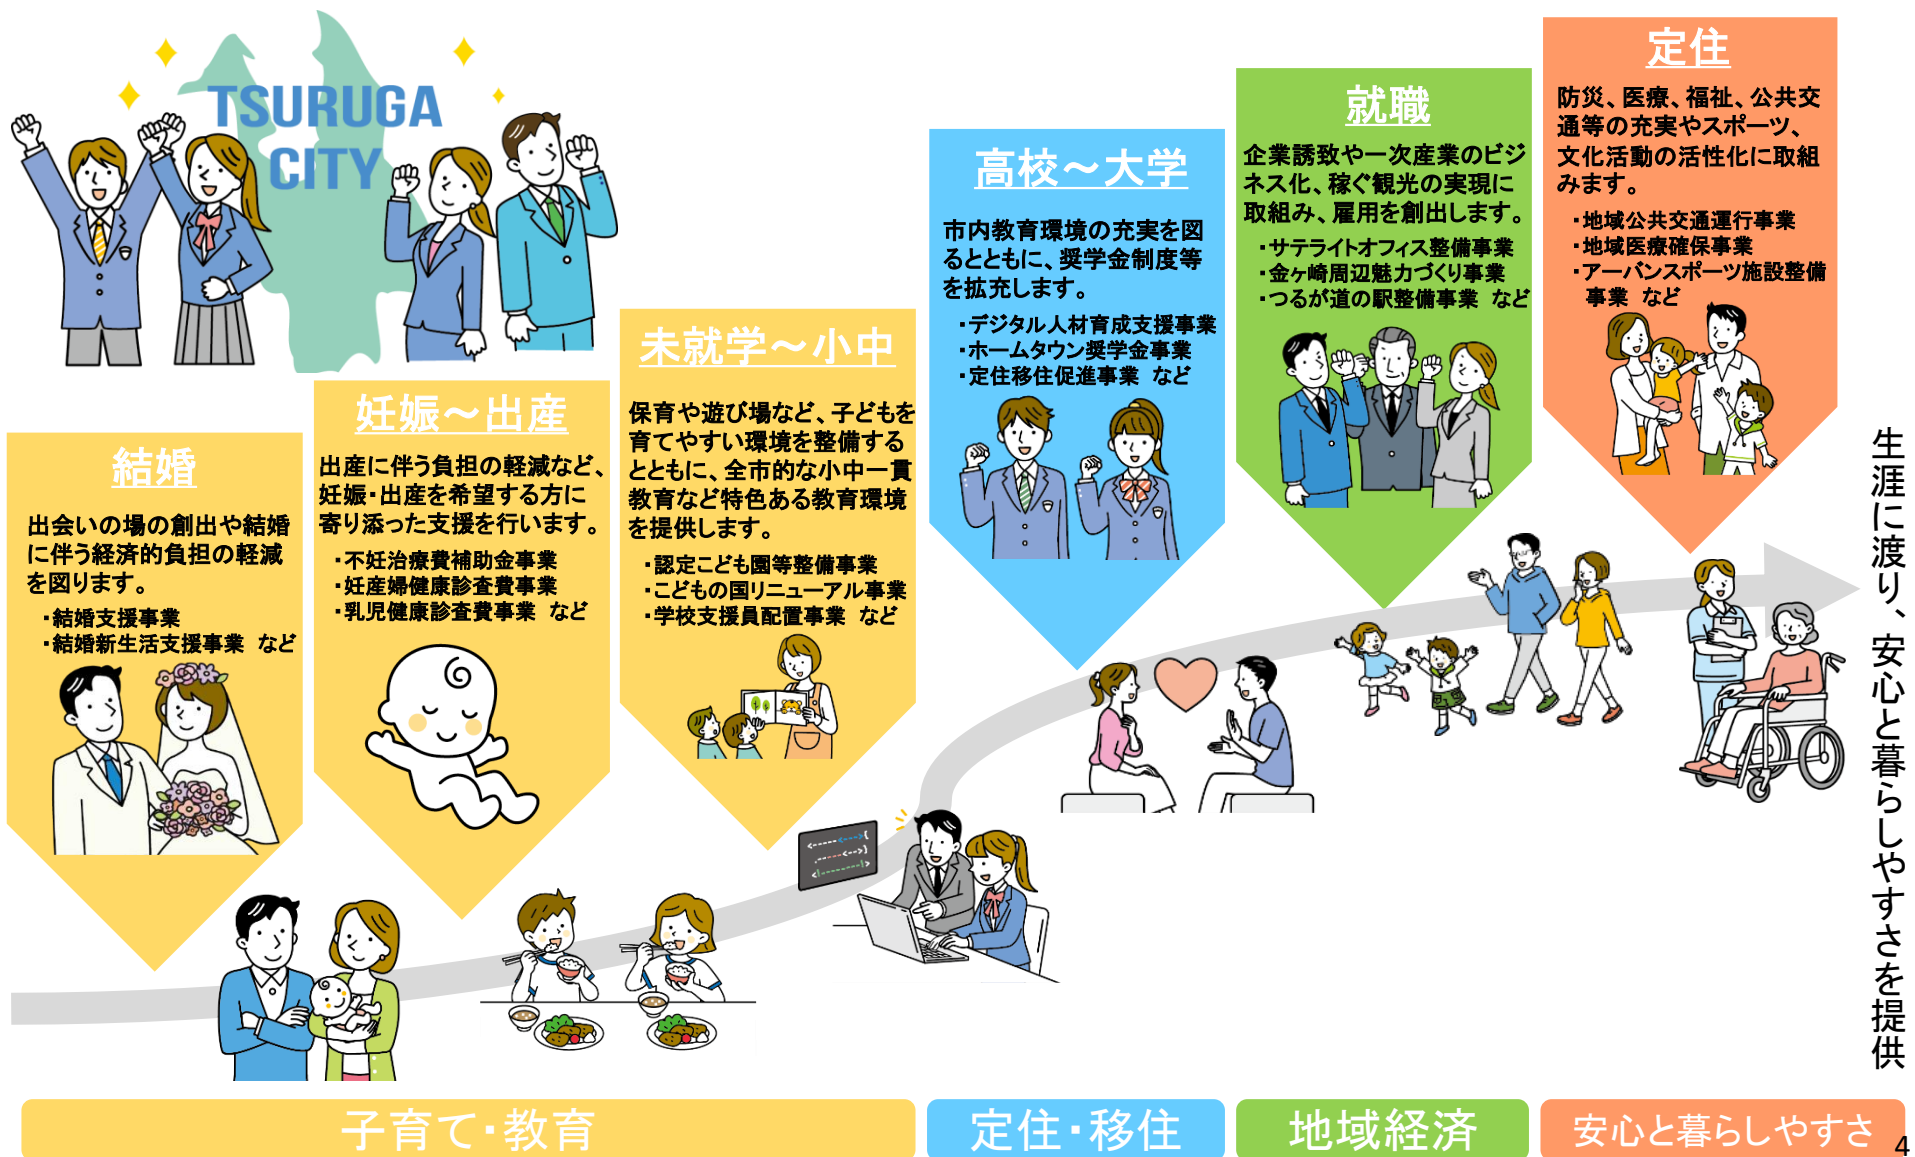 TSURUGA
CITY
結婚
出会いの場の創出や結婚
に伴う経済的負担の軽減
を図ります。
・結婚支援事業
・結婚新生活支援事業 など
妊娠～出産
出産に伴う負担の軽減など、
妊娠・出産を希望する方に
寄り添った支援を行います。
・不妊治療費補助金事業
・妊産婦健康診査費事業
・乳児健康診査費事業 など
未就学～小中
保育や遊び場など、子どもを
育てやすい環境を整備する
とともに、全市的な小中一貫
教育など特色ある教育環境
を提供します。
・認定こども園等整備事業
・こどもの国リニューアル事業
・学校支援員配置事業 など
高校～大学
市内教育環境の充実を図
るとともに、奨学金制度等
を拡充します。
・デジタル人材育成支援事業
・ホームタウン奨学金事業
・定住移住促進事業 など
就職
企業誘致や一次産業のビジ
ネス化、稼ぐ観光の実現に
取組み、雇用を創出します。
・サテライトオフィス整備事業
・金ヶ崎周辺魅力づくり事業
・つるが道の駅整備事業 など
定住
防災、医療、福祉、公共交
通等の充実やスポーツ、
文化活動の活性化に取組
みます。
・地域公共交通運行事業
・地域医療確保事業
・アーバンスポーツ施設整備
事業 など
生涯に渡り、安心と暮らしやすさを提供
子育て・教育
定住・移住
地域経済
安心と暮らしやすさ
4